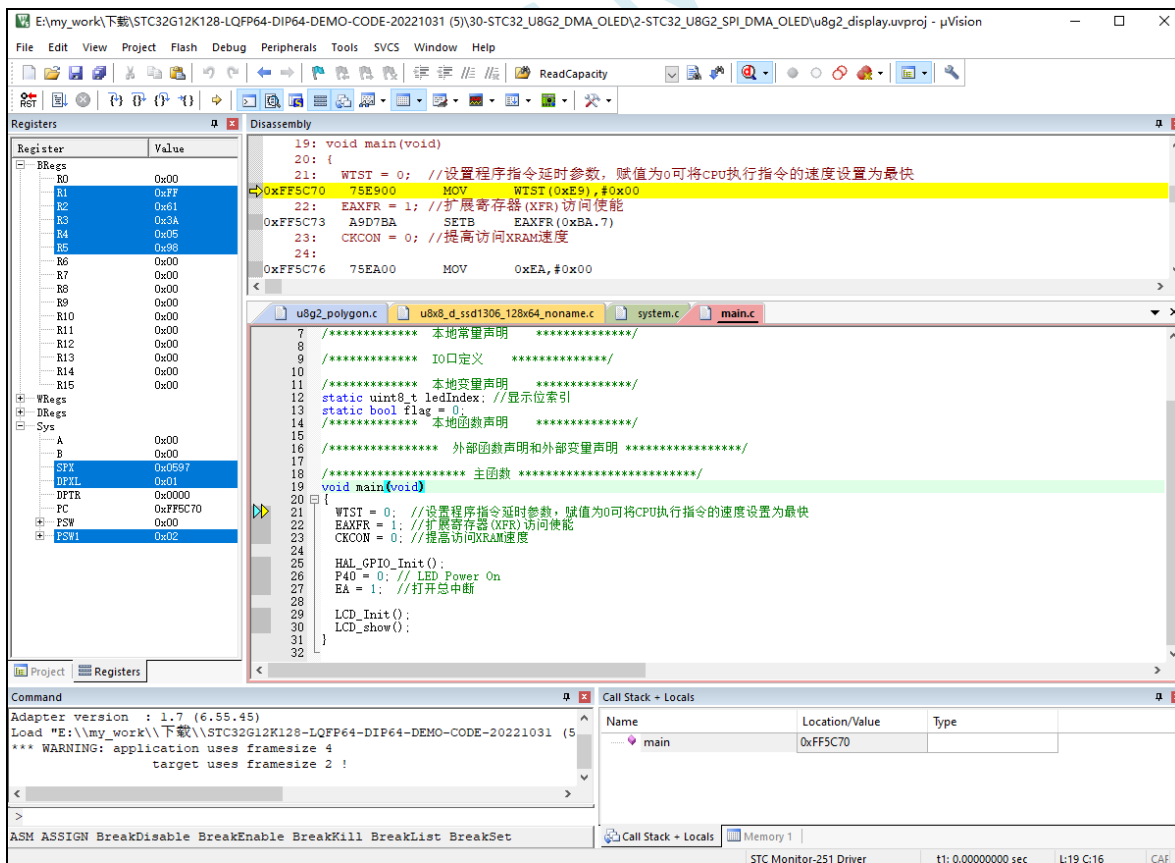 E:\my_work\下载\STC32G12K128-LQFP64-DIP64-DEMO-CODE-20221031 (5)\30-STC32_U8G2_DMA_OLED\2-STC32_U8G2_SPI_DMA_OLED\u8g2_display.uvproj - µVision
File Edit View Project Flash Debug Peripherals Tools SVCS Window Help
ReadCapacity
RST
Registers
Register Value
BRegs
R0 0x00
R1 0xFF
R2 0x61
R3 0x3A
R4 0x05
R5 0x98
R6 0x00
R7 0x00
R8 0x00
R9 0x00
R10 0x00
R11 0x00
R12 0x00
R13 0x00
R14 0x00
R15 0x00
WRegs
DRegs
Sys
A 0x00
B 0x00
SPX 0x0597
DPXL 0x01
DPTR 0x0000
PC 0xFF5C70
PSW 0x00
PSW1 0x02
Project Registers
Disassembly
19: void main(void)
20: {
21: WTST = 0; //设置程序指令延时参数，赋值为0可将CPU执行指令的速度设置为最快
0xFF5C70 75E900 MOV WTST(0xE9),#0x00
22: EAXFR = 1; //扩展寄存器(XFR)访问使能
0xFF5C73 A9D7BA SETB EAXFR(0xBA.7)
23: CKCON = 0; //提高访问XRAM速度
24:
0xFF5C76 75EA00 MOV 0xEA,#0x00
u8g2_polygon.c u8x8_d_ssd1306_128x64_noname.c system.c main.c
7 /************* 本地常量声明 **************/
8
9 /************* IO口定义 **************/
10
11 /************* 本地变量声明 **************/
12 static uint8_t ledIndex; //显示位索引
13 static bool flag = 0;
14 /************* 本地函数声明 **************/
15
16 /**************** 外部函数声明和外部变量声明 *****************/
17
18 /******************** 主函数 **************************/
19 void main(void)
20 {
21 WTST = 0; //设置程序指令延时参数，赋值为0可将CPU执行指令的速度设置为最快
22 EAXFR = 1; //扩展寄存器(XFR)访问使能
23 CKCON = 0; //提高访问XRAM速度
24
25 HAL_GPIO_Init();
26 P40 = 0; // LED Power On
27 EA = 1; //打开总中断
28
29 LCD_Init();
30 LCD_show();
31 }
32
Command
Adapter version : 1.7 (6.55.45)
Load "E:\\my_work\\下载\\STC32G12K128-LQFP64-DIP64-DEMO-CODE-20221031 (5
*** WARNING: application uses framesize 4
target uses framesize 2 !
>
ASM ASSIGN BreakDisable BreakEnable BreakKill BreakList BreakSet
Call Stack + Locals
Name Location/Value Type
main 0xFF5C70
Call Stack + Locals Memory 1
STC Monitor-251 Driver t1: 0.00000000 sec L:19 C:16 CAP